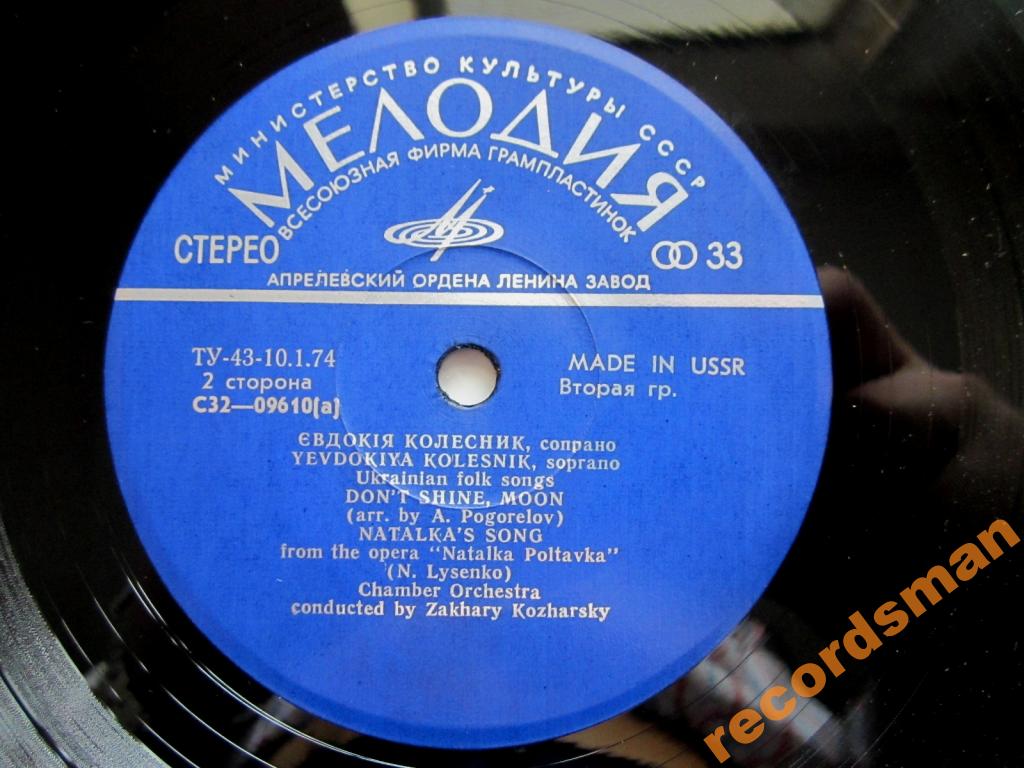 МИНИСТЕРСТВО КУЛЬТУРЫ СССР
МЕЛОДИЯ
ВСЕСОЮЗНАЯ ФИРМА ГРАМПЛАСТИНОК
СТЕРЕО
33
АПРЕЛЕВСКИЙ ОРДЕНА ЛЕНИНА ЗАВОД
ТУ-43-10.1.74
2 сторона
С32—09610(а)
MADE IN USSR
Вторая гр.
ЄВДОКІЯ КОЛЕСНИК, сопрано
YEVDOKIYA KOLESNIK, soprano
Ukrainian folk songs
DON'T SHINE, MOON
(arr. by A. Pogorelov)
NATALKA'S SONG
from the opera "Natalka Poltavka"
(N. Lysenko)
Chamber Orchestra
conducted by Zakhary Kozharsky
recordsman